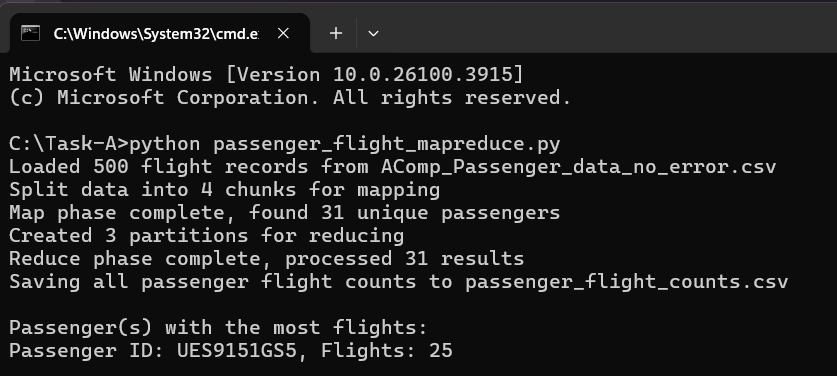 C:\Windows\System32\cmd.e
Microsoft Windows [Version 10.0.26100.3915]
(c) Microsoft Corporation. All rights reserved.
C:\Task-A>python passenger_flight_mapreduce.py
Loaded 500 flight records from AComp_Passenger_data_no_error.csv
Split data into 4 chunks for mapping
Map phase complete, found 31 unique passengers
Created 3 partitions for reducing
Reduce phase complete, processed 31 results
Saving all passenger flight counts to passenger_flight_counts.csv
Passenger(s) with the most flights:
Passenger ID: UES9151GS5, Flights: 25